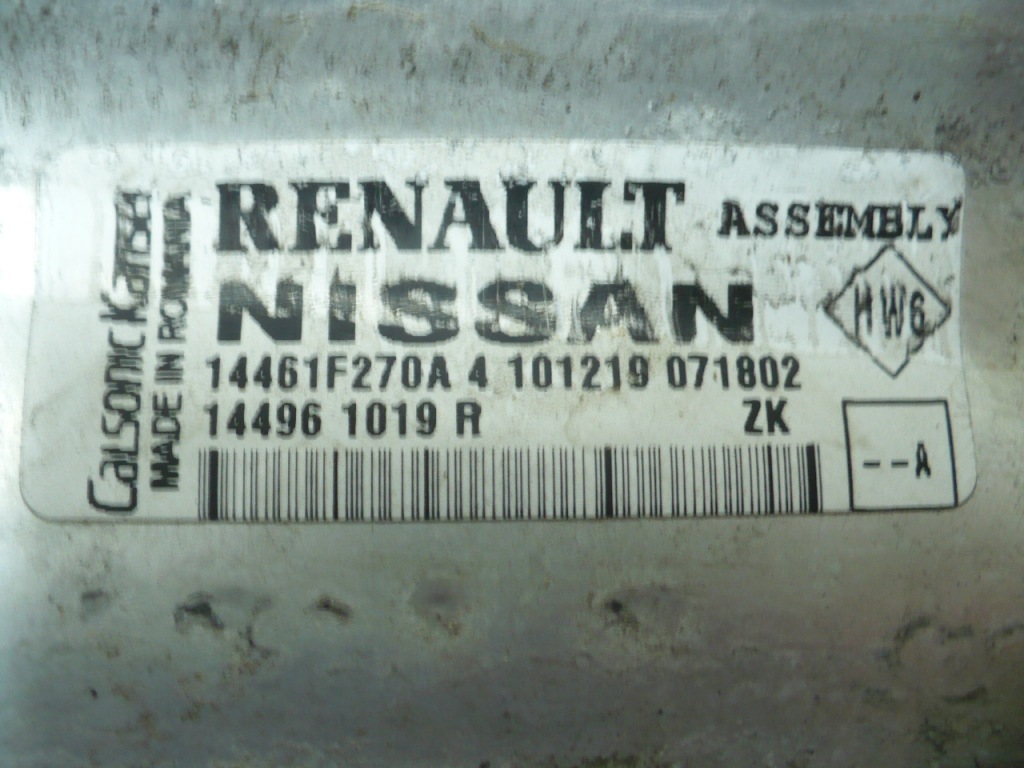 Calsonic Kansei
MADE IN ROMANIA
RENAULT ASSEMBLY
NISSAN
HW6
14461F270A 4 101219 071802
14496 1019 R ZK
--A